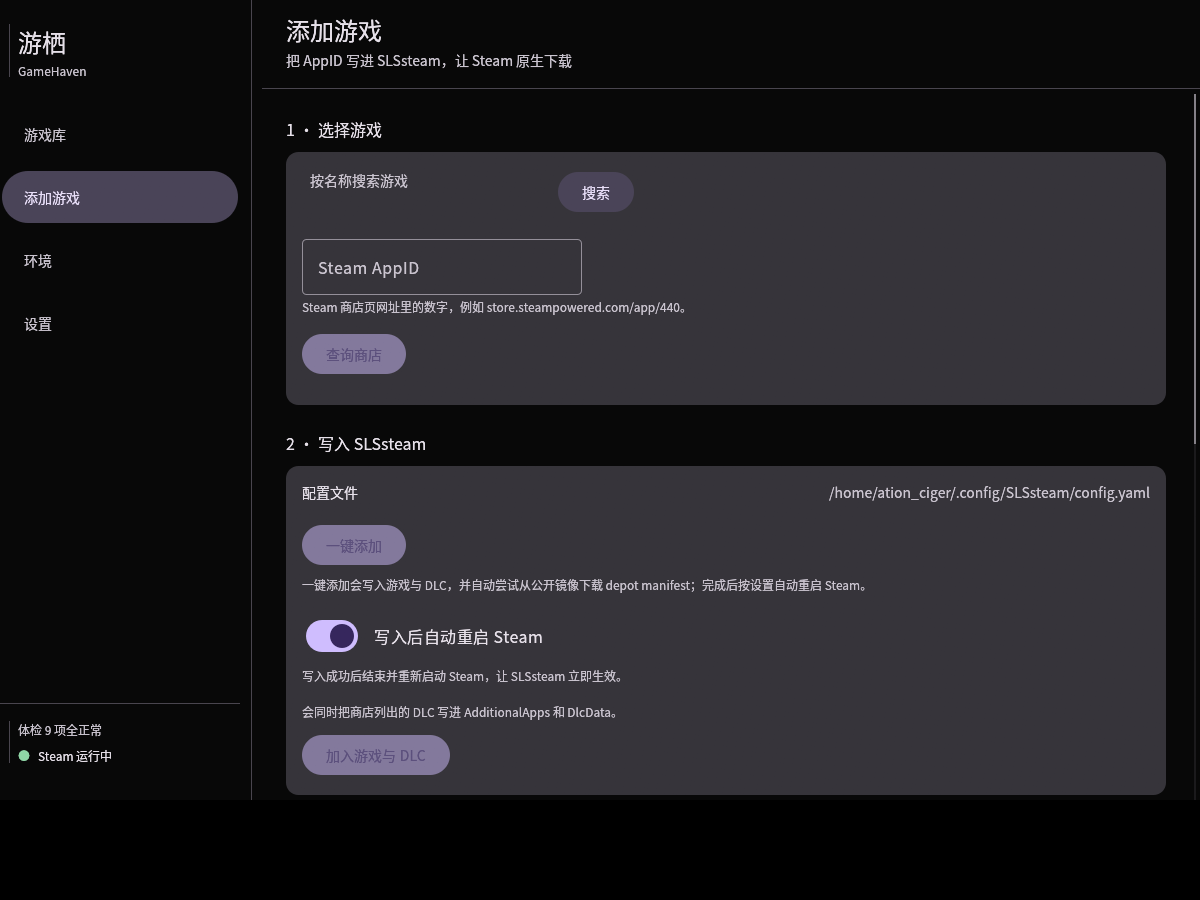 游栖
GameHaven
游戏库
添加游戏
环境
设置
体检 9 项全正常
Steam 运行中
添加游戏
把 AppID 写进 SLSsteam，让 Steam 原生下载
1 · 选择游戏
按名称搜索游戏
搜索
Steam AppID
Steam 商店页网址里的数字，例如 store.steampowered.com/app/440。
查询商店
2 · 写入 SLSsteam
配置文件
/home/ation_ciger/.config/SLSsteam/config.yaml
一键添加
一键添加会写入游戏与 DLC，并自动尝试从公开镜像下载 depot manifest；完成后按设置自动重启 Steam。
写入后自动重启 Steam
写入成功后结束并重新启动 Steam，让 SLSsteam 立即生效。
会同时把商店列出的 DLC 写进 AdditionalApps 和 DlcData。
加入游戏与 DLC